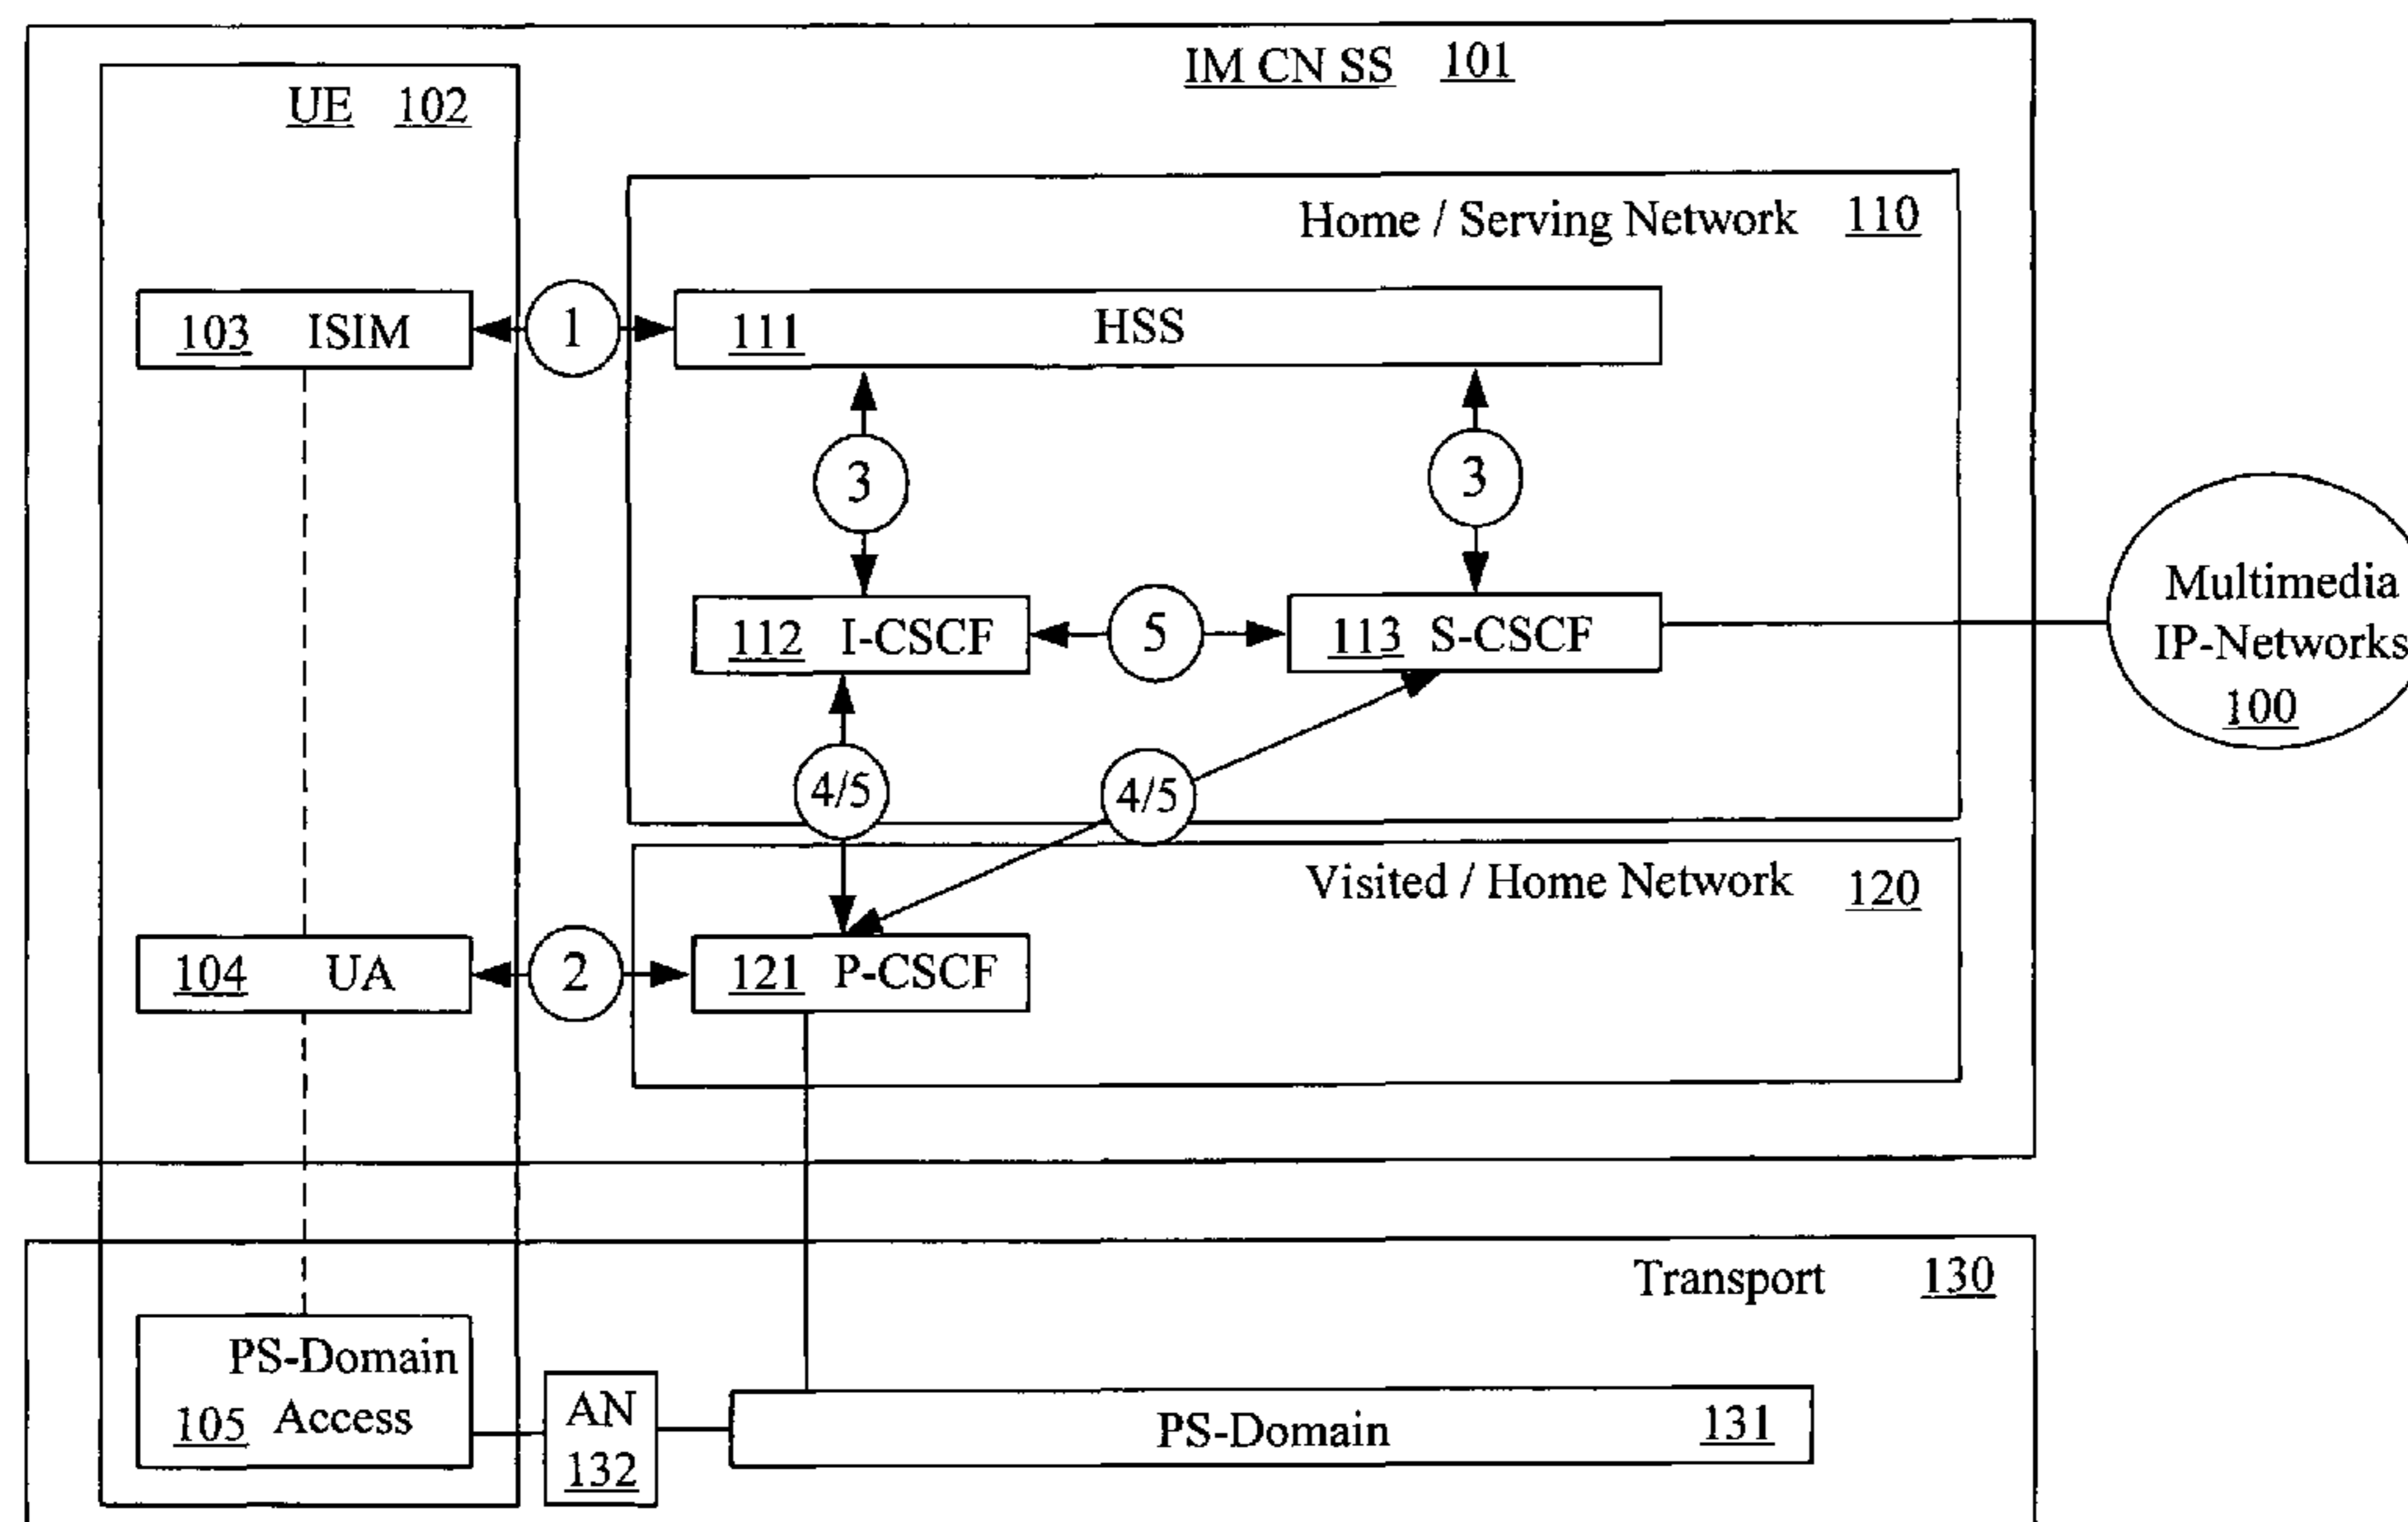 IM CN SS 101
UE 102
Home / Serving Network 110
103 ISIM
1
111 HSS
3
3
112 I-CSCF
5
113 S-CSCF
Multimedia
IP-Networks
100
4/5
4/5
Visited / Home Network 120
104 UA
2
121 P-CSCF
Transport 130
PS-Domain
105 Access
AN
132
PS-Domain 131